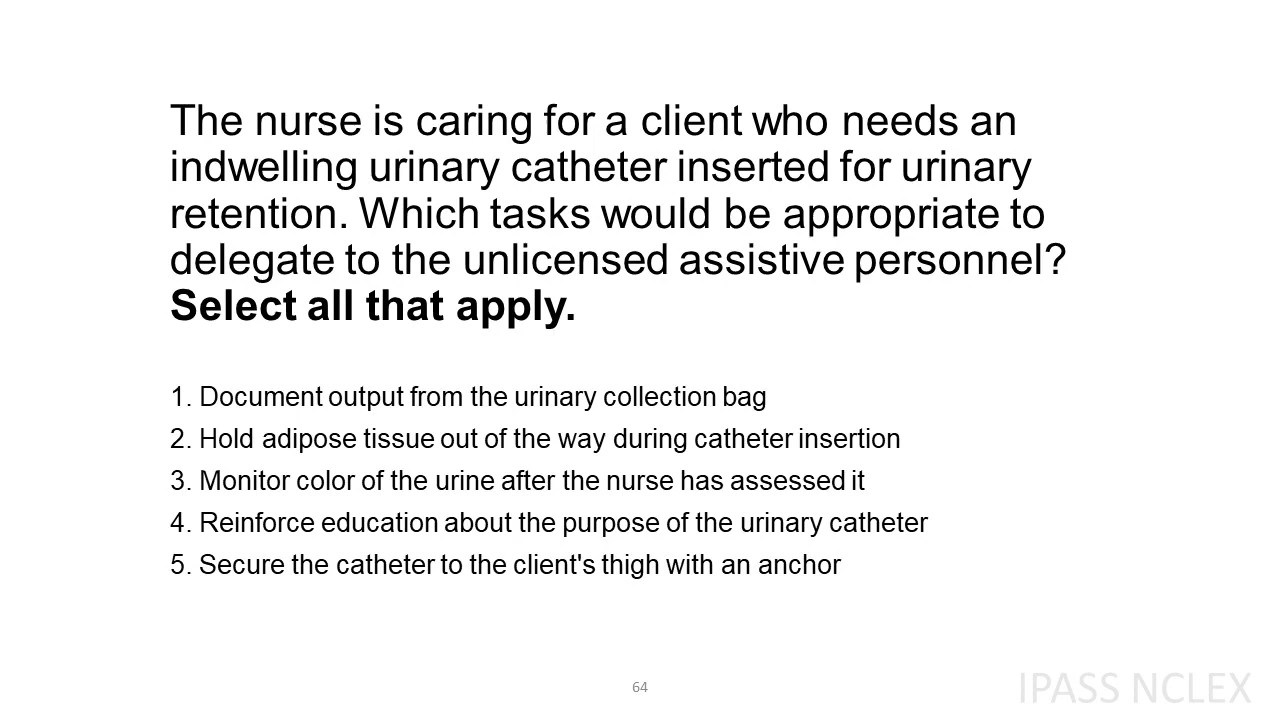 The nurse is caring for a client who needs an
indwelling urinary catheter inserted for urinary
retention. Which tasks would be appropriate to
delegate to the unlicensed assistive personnel?
Select all that apply.
1. Document output from the urinary collection bag
2. Hold adipose tissue out of the way during catheter insertion
3. Monitor color of the urine after the nurse has assessed it
4. Reinforce education about the purpose of the urinary catheter
5. Secure the catheter to the client's thigh with an anchor
64
IPASS NCLEX